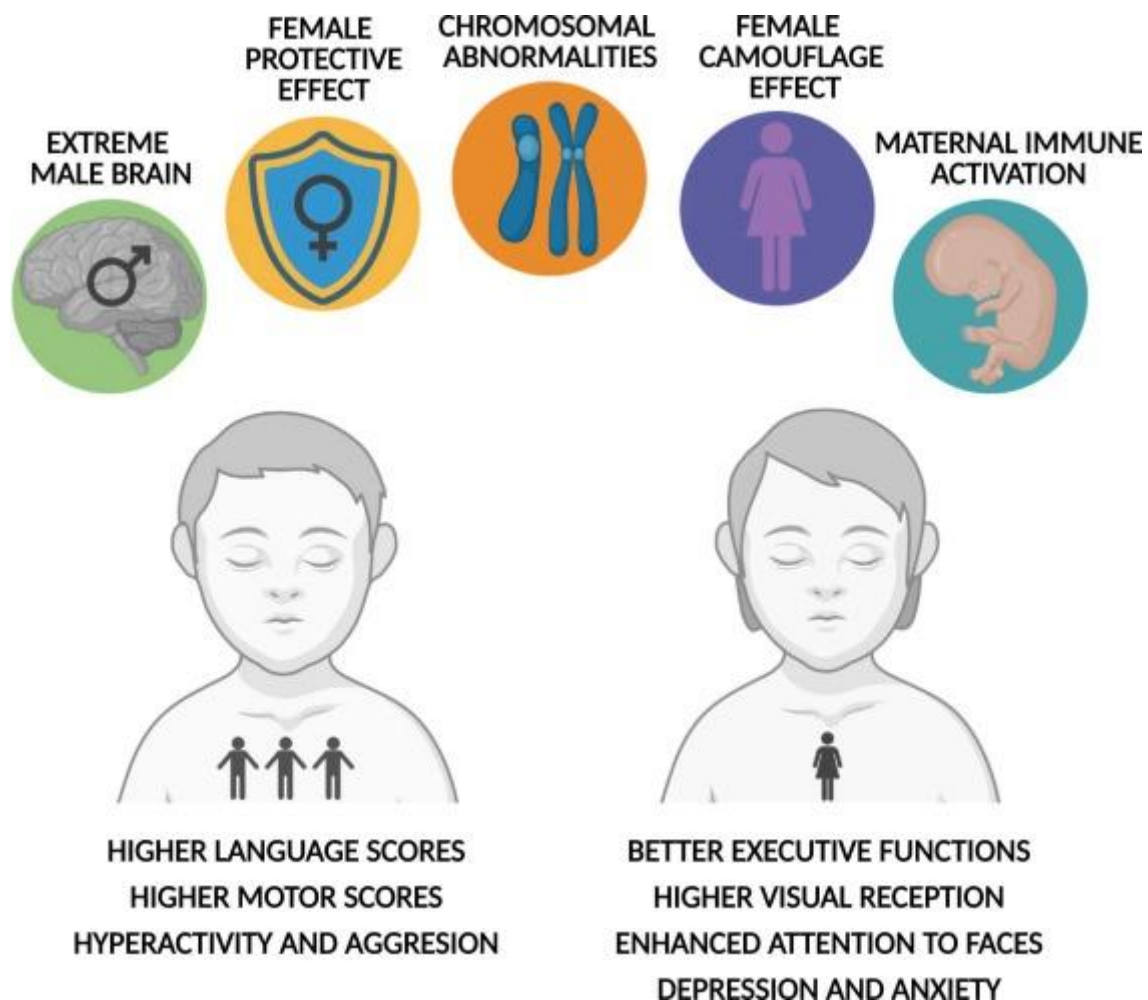 EXTREME
MALE BRAIN
FEMALE
PROTECTIVE
EFFECT
CHROMOSOMAL
ABNORMALITIES
FEMALE
CAMOUFLAGE
EFFECT
MATERNAL IMMUNE
ACTIVATION
HIGHER LANGUAGE SCORES
HIGHER MOTOR SCORES
HYPERACTIVITY AND AGGRESION
BETTER EXECUTIVE FUNCTIONS
HIGHER VISUAL RECEPTION
ENHANCED ATTENTION TO FACES
DEPRESSION AND ANXIETY